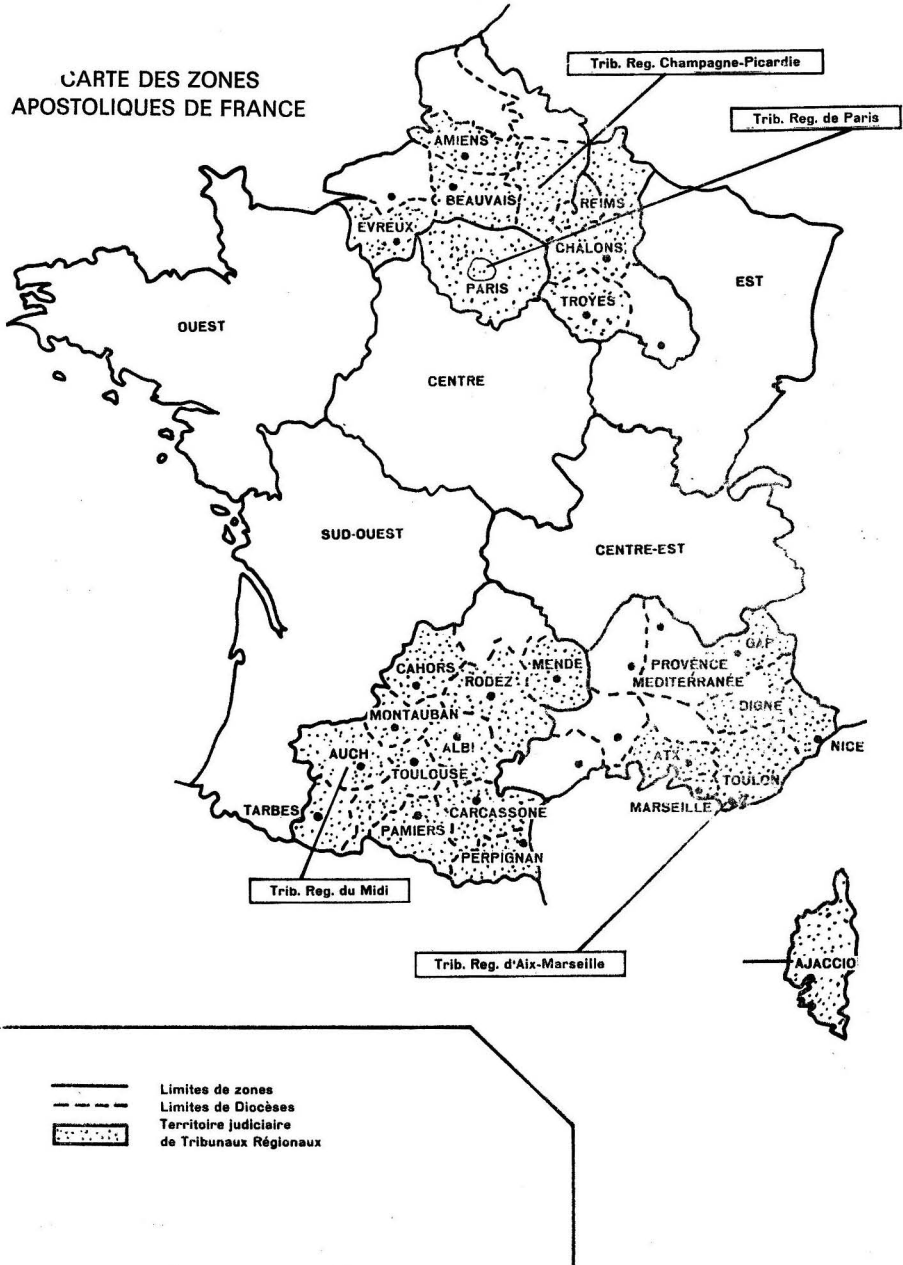 CARTE DES ZONES
APOSTOLIQUES DE FRANCE
Trib. Reg. Champagne-Picardie
Trib. Reg. de Paris
AMIENS
BEAUVAIS
REIMS
EVREUX
CHALONS
PARIS
TROYES
EST
OUEST
CENTRE
SUD-OUEST
CENTRE-EST
GAP
CAHORS
MENDE
PROVENCE
MEDITERRANÉE
RODEZ
DIGNE
MONTAUBAN
ALBI
AUCH
NICE
AIX
TOULOUSE
TOULON
TARBES
CARCASSONE
MARSEILLE
PAMIERS
PERPIGNAN
Trib. Reg. du Midi
Trib. Reg. d'Aix-Marseille
AJACCIO
Limites de zones
Limites de Diocèses
Territoire judiciaire
de Tribunaux Régionaux